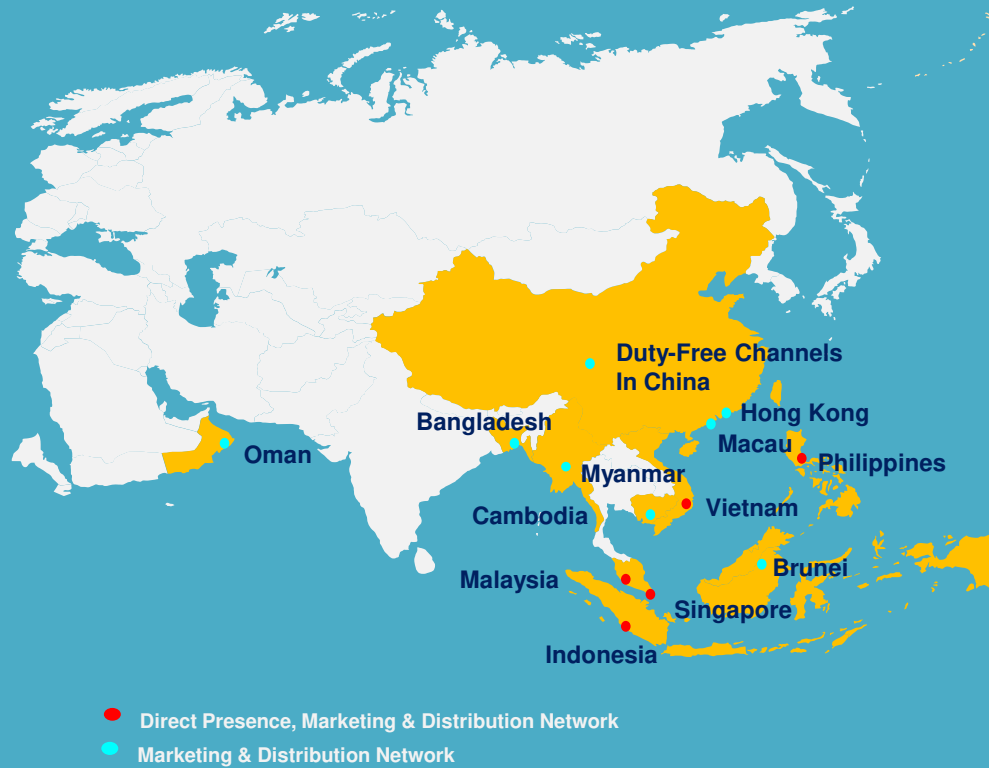 Duty-Free Channels
In China
Hong Kong
Bangladesh
Macau
Oman
Philippines
Myanmar
Vietnam
Cambodia
Brunei
Malaysia
Singapore
Indonesia
Direct Presence, Marketing & Distribution Network
Marketing & Distribution Network